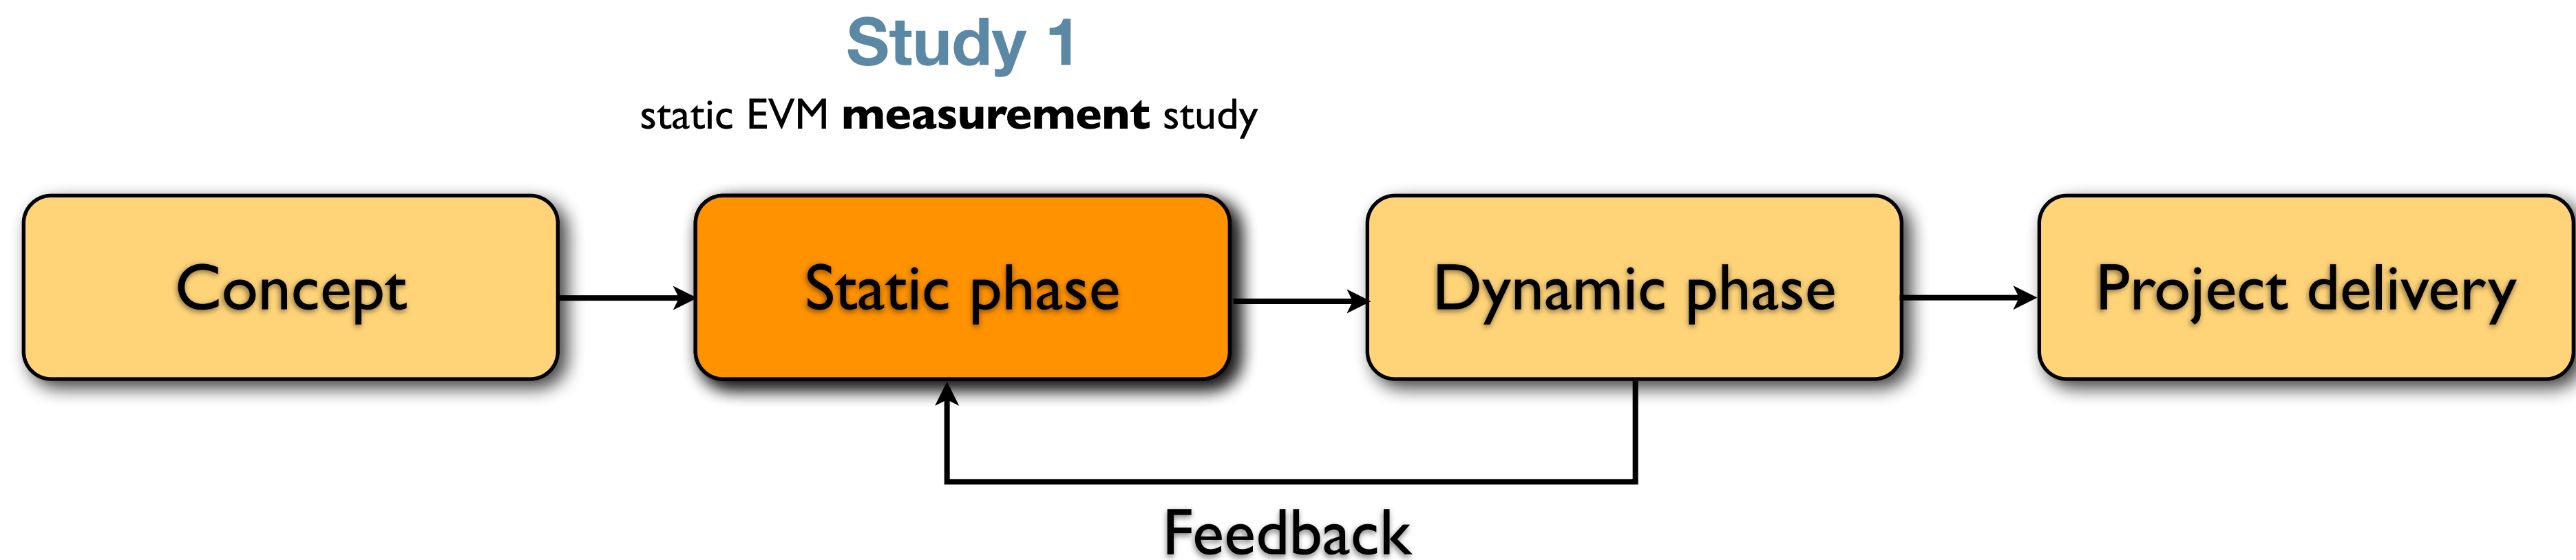 Study 1
static EVM measurement study
Concept
Static phase
Dynamic phase
Project delivery
Feedback